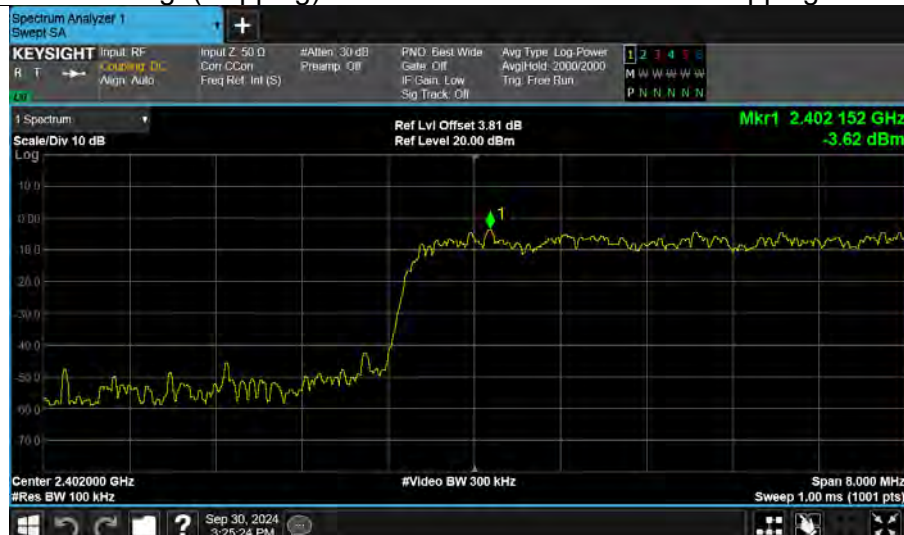 (Hopping)
Spectrum Analyzer 1
Swept SA
+
KEYSIGHT
R T
Input: RF
Coupling: DC
Align: Auto
Input Z: 50 Ω
Corr CCorr
Freq Ref: Int (S)
#Atten: 30 dB
Preamp: Off
PNO: Best Wide
Gate: Off
IF Gain: Low
Sig Track: Off
Avg Type: Log-Power
Avg|Hold: 2000/2000
Trig: Free Run
1 2 3 4 5 6
M W W W W W
P N N N N N
1 Spectrum
Scale/Div 10 dB
Log
Ref Lvl Offset 3.81 dB
Ref Level 20.00 dBm
Mkr1 2.402 152 GHz
-3.62 dBm
10.0
0.00
-10.0
-20.0
-30.0
-40.0
-50.0
-60.0
-70.0
1
Center 2.402000 GHz
#Res BW 100 kHz
#Video BW 300 kHz
Span 8.000 MHz
Sweep 1.00 ms (1001 pts)
?
Sep 30, 2024
3:25:24 PM